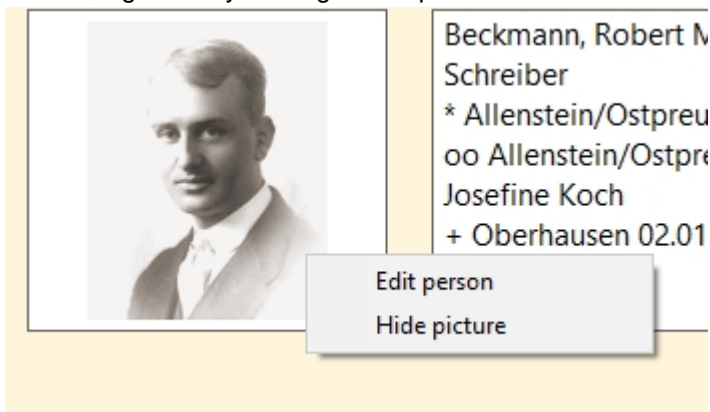 Beckmann, Robert M
Schreiber
* Allenstein/Ostpreu
oo Allenstein/Ostpre
Josefine Koch
+ Oberhausen 02.01
Edit person
Hide picture